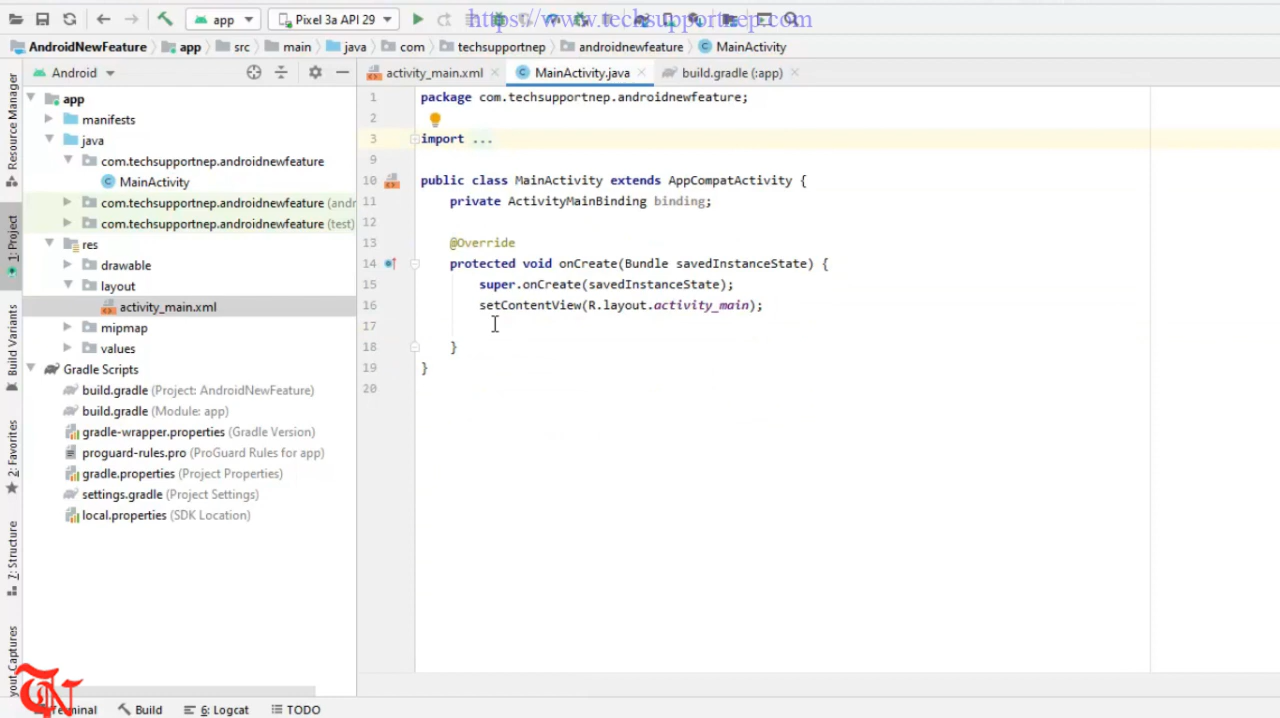 app
Pixel 3a API 29
https://www.techsupportnep.com
AndroidNewFeature
app
src
main
java
com
techsupportnep
androidnewfeature
MainActivity
Android
activity_main.xml
MainActivity.java
build.gradle (:app)
Resource Manager
1: Project
Build Variants
2: Favorites
7: Structure
yout Captures
app
manifests
java
com.techsupportnep.androidnewfeature
MainActivity
com.techsupportnep.androidnewfeature (andr
com.techsupportnep.androidnewfeature (test)
res
drawable
layout
activity_main.xml
mipmap
values
Gradle Scripts
build.gradle (Project: AndroidNewFeature)
build.gradle (Module: app)
gradle-wrapper.properties (Gradle Version)
proguard-rules.pro (ProGuard Rules for app)
gradle.properties (Project Properties)
settings.gradle (Project Settings)
local.properties (SDK Location)
1 package com.techsupportnep.androidnewfeature;
2
3 import ...
9
10 public class MainActivity extends AppCompatActivity {
11 private ActivityMainBinding binding;
12
13 @Override
14 protected void onCreate(Bundle savedInstanceState) {
15 super.onCreate(savedInstanceState);
16 setContentView(R.layout.activity_main);
17
18 }
19 }
20
TN
Terminal
Build
6: Logcat
TODO